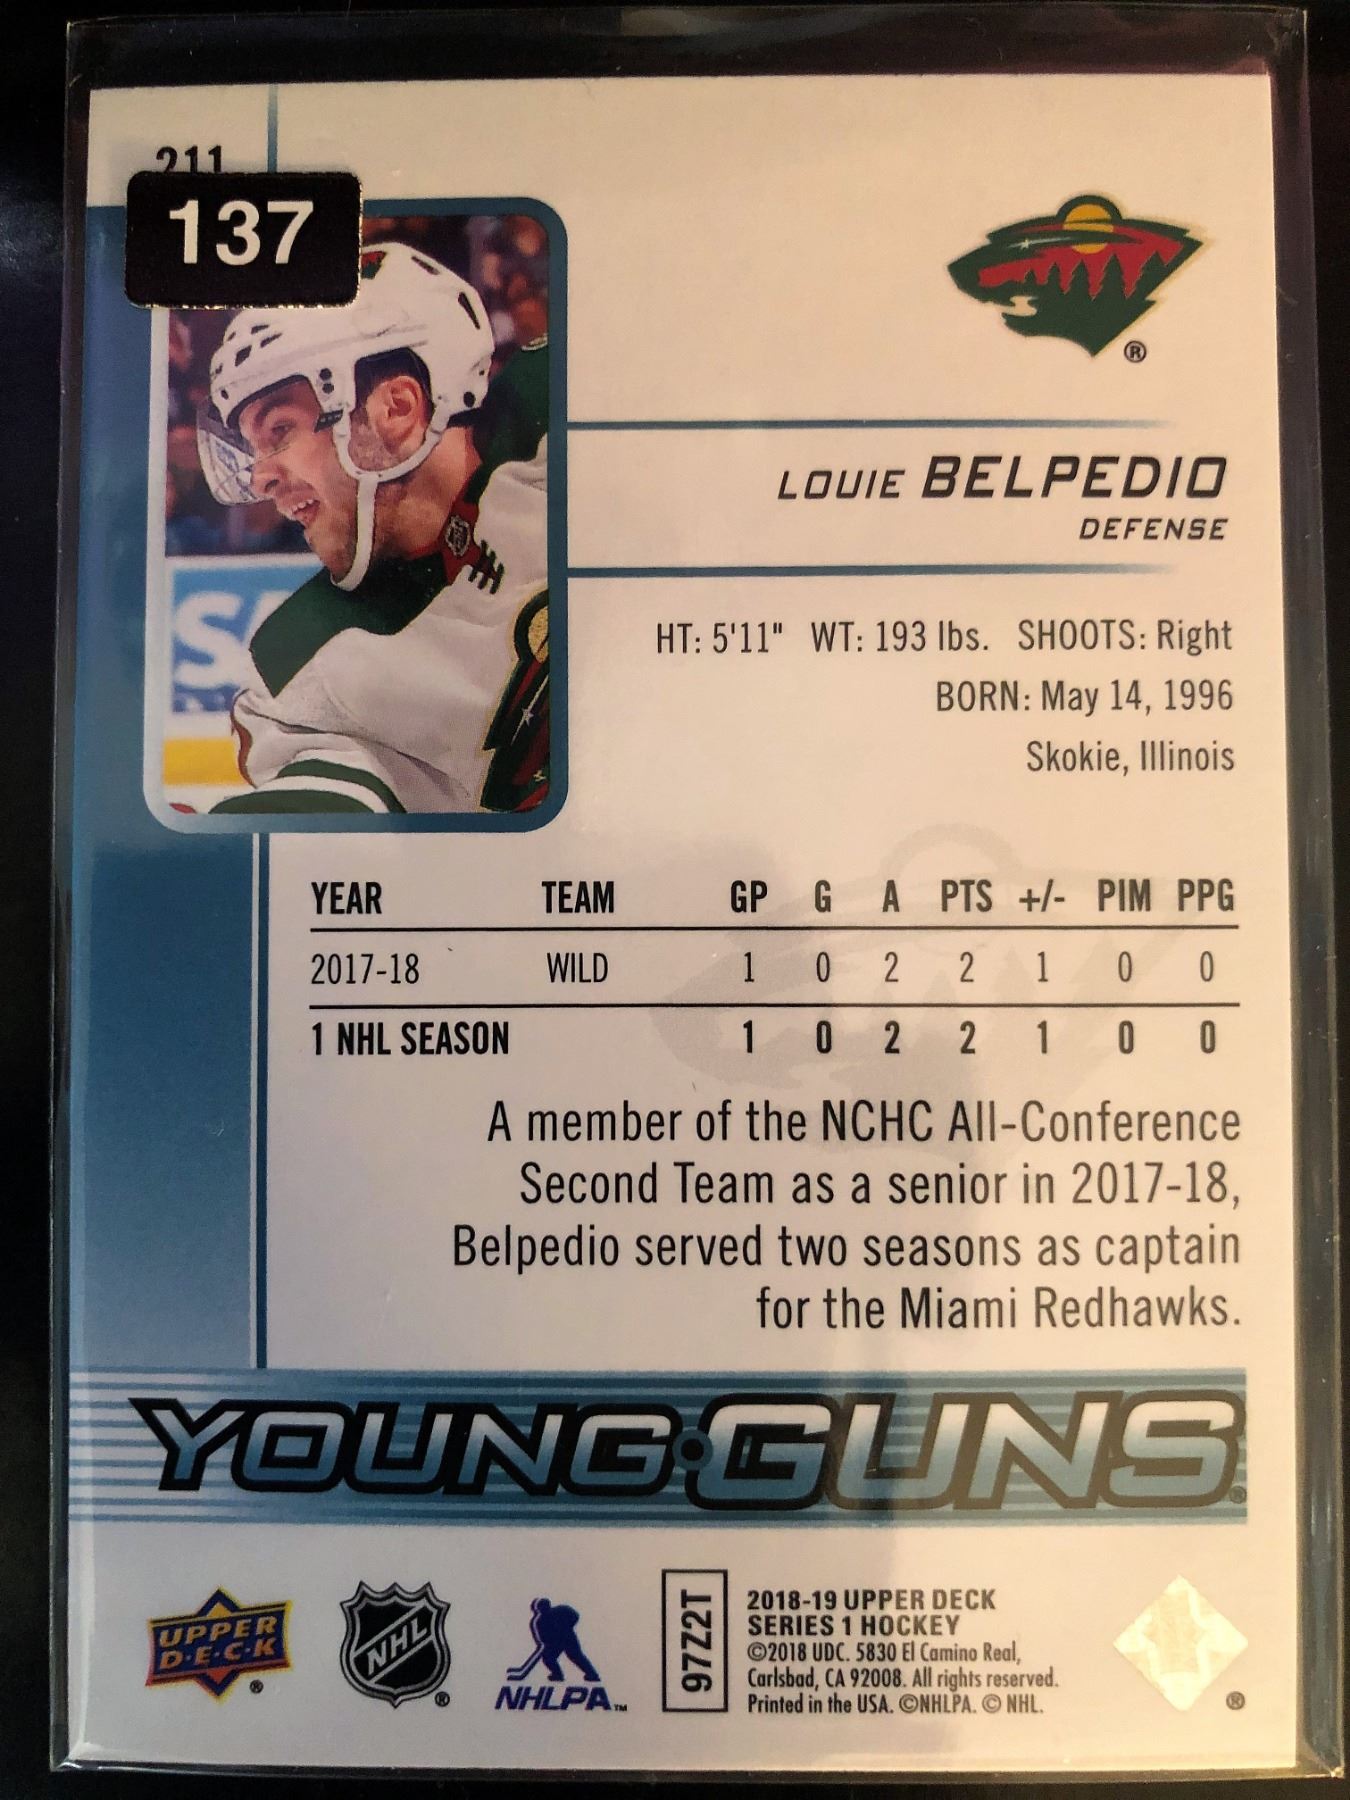 211
137
®
LOUIE BELPEDIO
DEFENSE
HT: 5'11" WT: 193 lbs. SHOOTS: Right
BORN: May 14, 1996
Skokie, Illinois
YEAR TEAM GP G A PTS +/- PIM PPG
2017-18 WILD 1 0 2 2 1 0 0
1 NHL SEASON 1 0 2 2 1 0 0
A member of the NCHC All-Conference
Second Team as a senior in 2017-18,
Belpedio served two seasons as captain
for the Miami Redhawks.
YOUNG·GUNS®
UPPER
D·E·C·K®
NHL®
NHLPA™
97Z2T
2018-19 UPPER DECK
SERIES 1 HOCKEY
©2018 UDC. 5830 El Camino Real,
Carlsbad, CA 92008. All rights reserved.
Printed in the USA. ©NHLPA. © NHL.
®